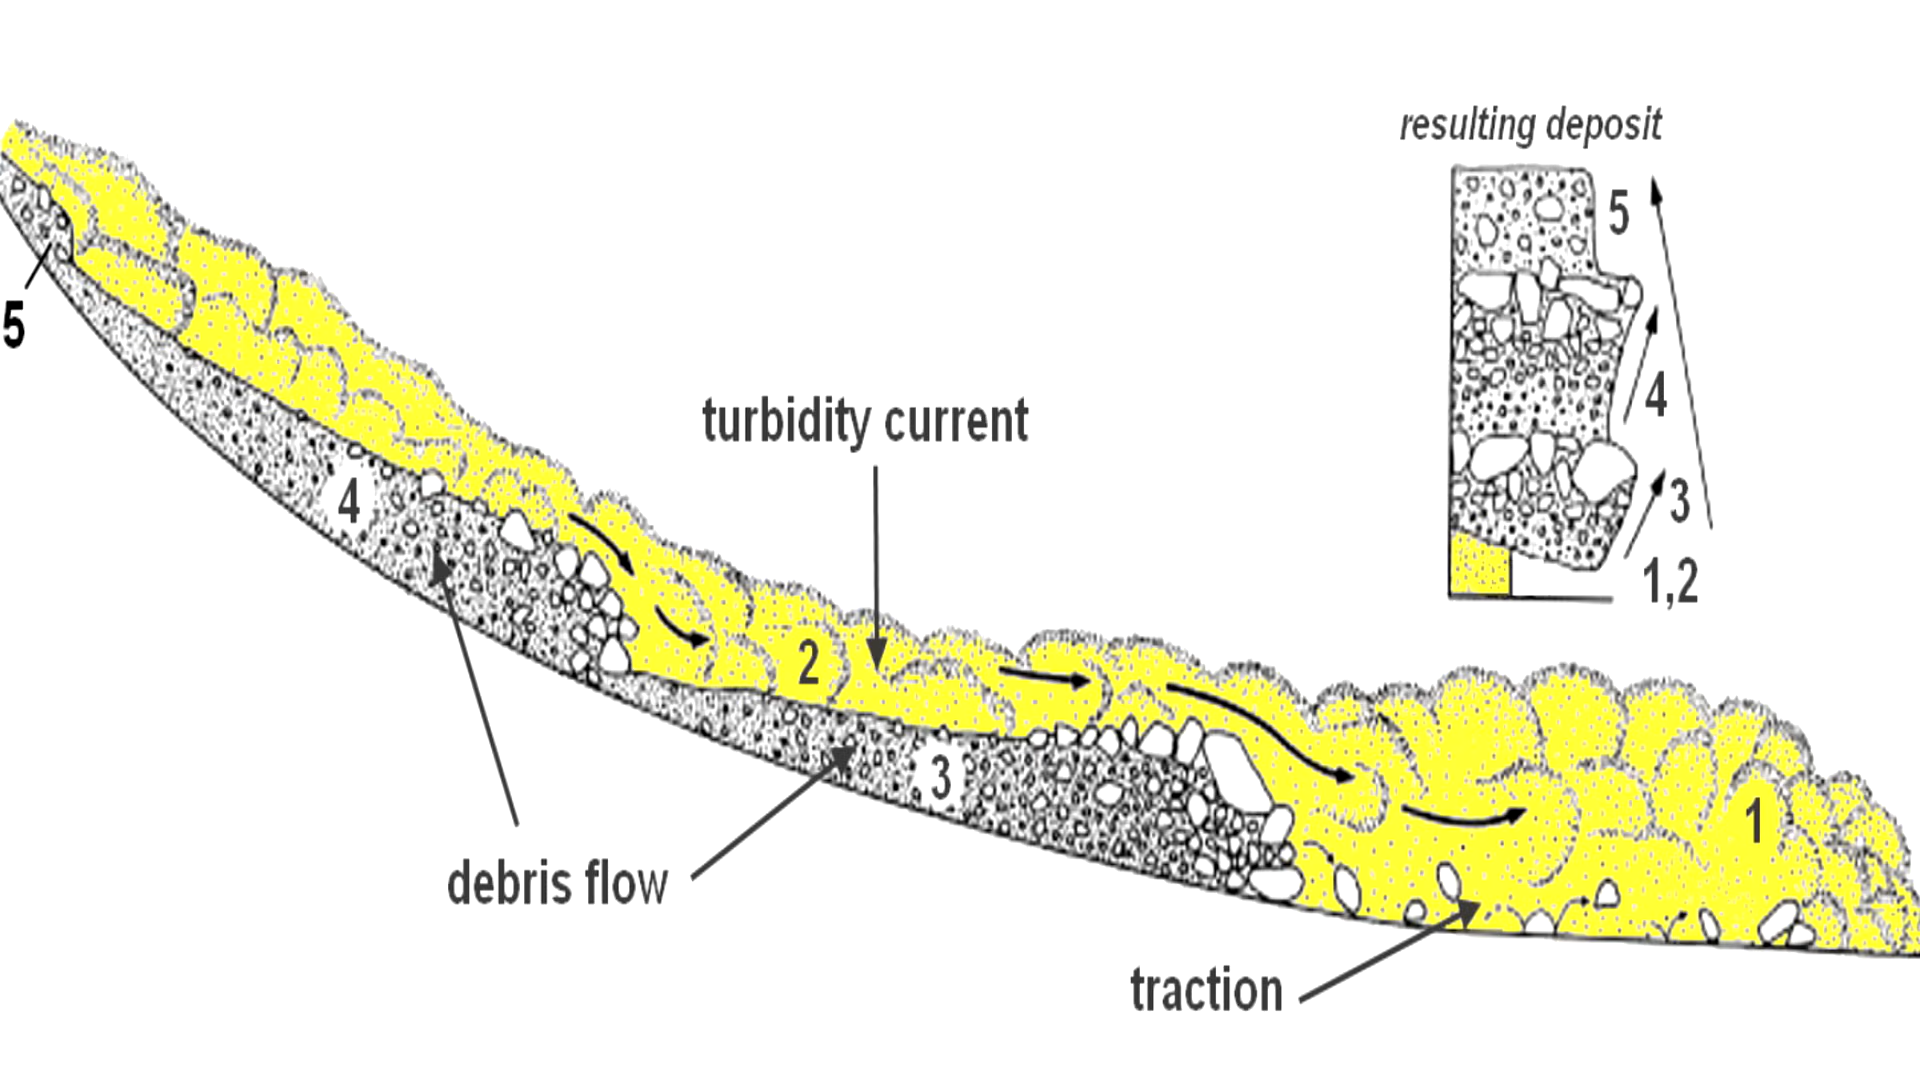 resulting deposit
5
4
3
1,2
5
turbidity current
4
2
3
1
debris flow
traction